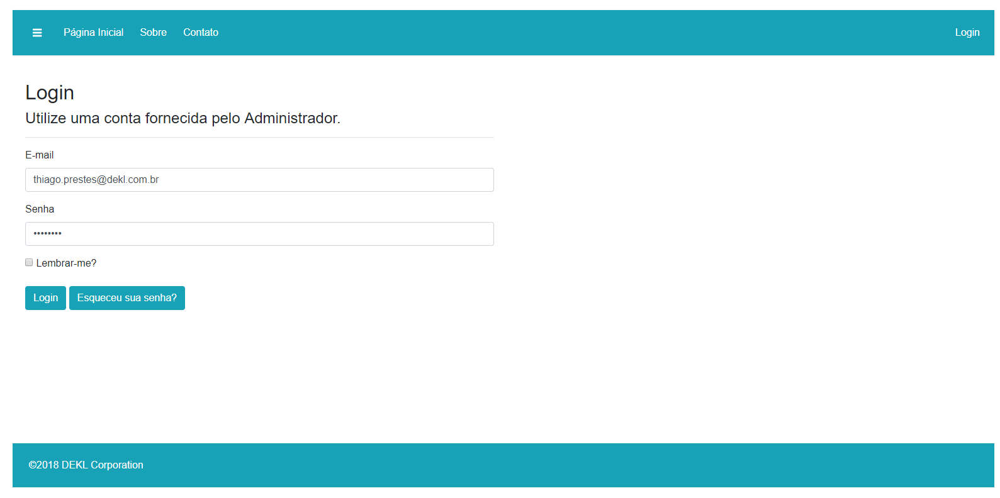 Página Inicial Sobre Contato Login
Login
Utilize uma conta fornecida pelo Administrador.
E-mail
thiago.prestes@dekl.com.br
Senha
••••••••
Lembrar-me?
Login Esqueceu sua senha?
©2018 DEKL Corporation